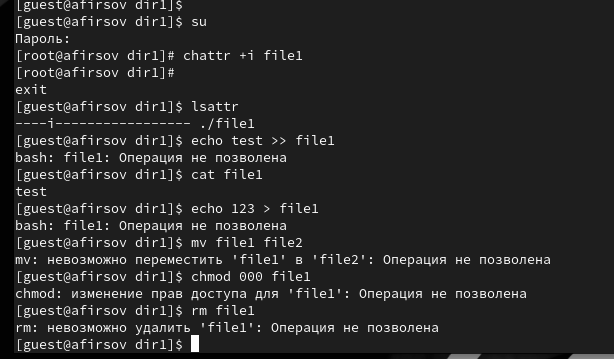 [guest@afirsov dir1]$
[guest@afirsov dir1]$ su
Пароль:
[root@afirsov dir1]# chattr +i file1
[root@afirsov dir1]#
exit
[guest@afirsov dir1]$ lsattr
----i----------------- ./file1
[guest@afirsov dir1]$ echo test >> file1
bash: file1: Операция не позволена
[guest@afirsov dir1]$ cat file1
test
[guest@afirsov dir1]$ echo 123 > file1
bash: file1: Операция не позволена
[guest@afirsov dir1]$ mv file1 file2
mv: невозможно переместить 'file1' в 'file2': Операция не позволена
[guest@afirsov dir1]$ chmod 000 file1
chmod: изменение прав доступа для 'file1': Операция не позволена
[guest@afirsov dir1]$ rm file1
rm: невозможно удалить 'file1': Операция не позволена
[guest@afirsov dir1]$